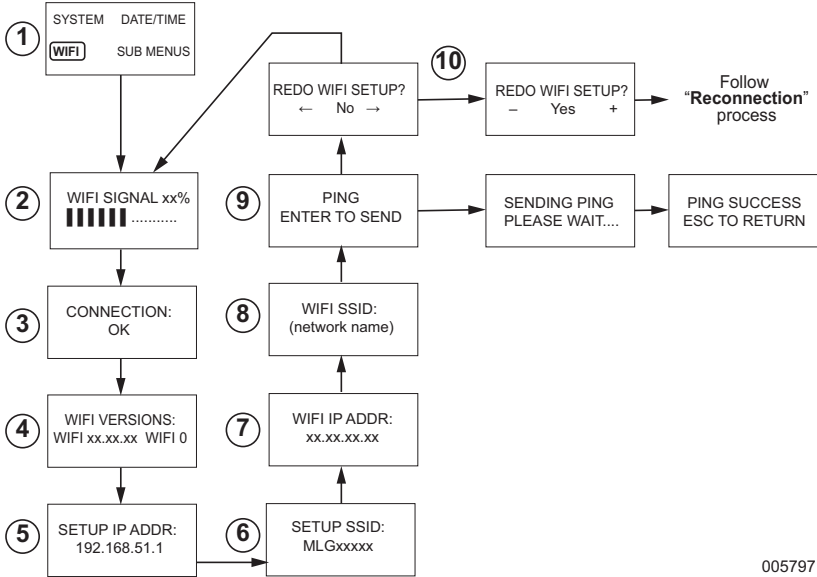 1
SYSTEM DATE/TIME
WIFI SUB MENUS
2
WIFI SIGNAL xx%
...........
3
CONNECTION:
OK
4
WIFI VERSIONS:
WIFI xx.xx.xx WIFI 0
5
SETUP IP ADDR:
192.168.51.1
6
SETUP SSID:
MLGxxxxx
7
WIFI IP ADDR:
xx.xx.xx.xx
8
WIFI SSID:
(network name)
9
PING
ENTER TO SEND
SENDING PING
PLEASE WAIT....
PING SUCCESS
ESC TO RETURN
REDO WIFI SETUP?
← No →
10
REDO WIFI SETUP?
– Yes +
Follow
“Reconnection”
process
005797